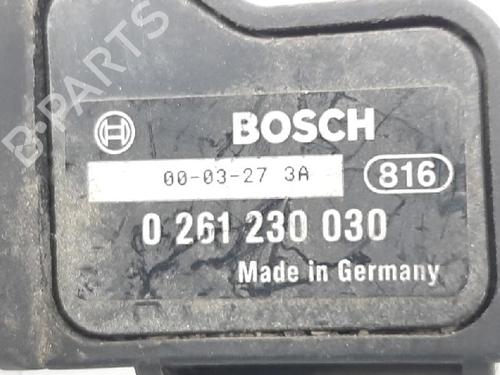 B-PARTS
BOSCH
00-03-27 3A
816
0 261 230 030
Made in Germany